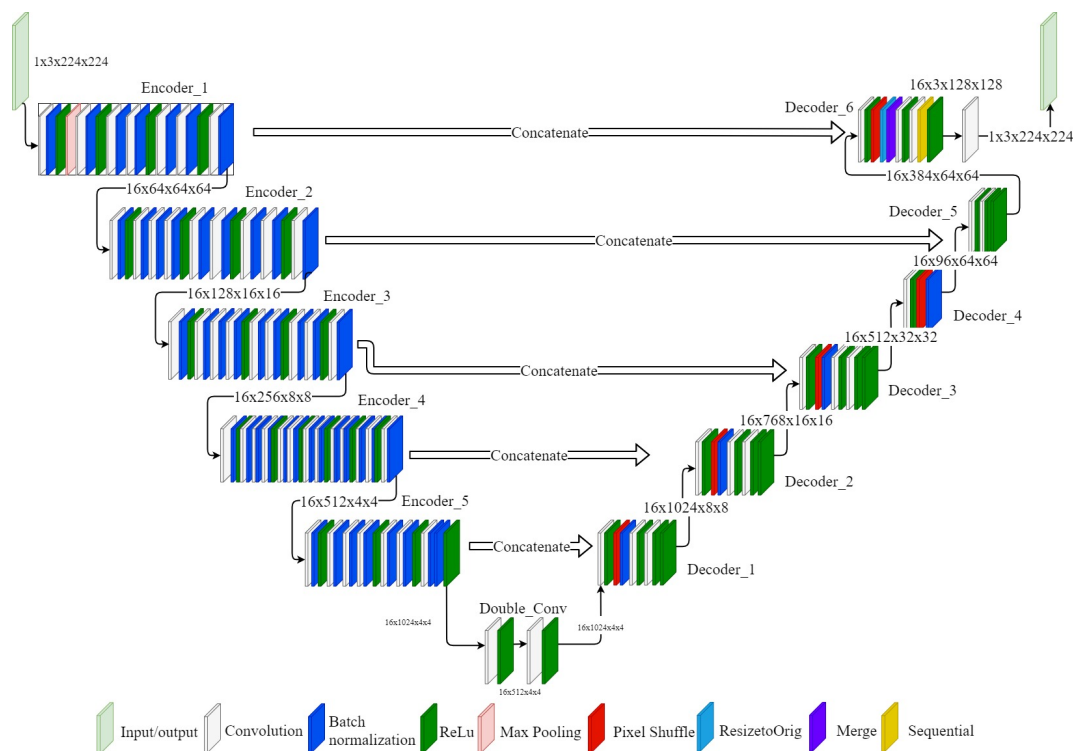 1x3x224x224
Encoder_1
16x3x128x128
Decoder_6
Concatenate
1x3x224x224
16x384x64x64
16x64x64x64
Encoder_2
Decoder_5
Concatenate
16x96x64x64
16x128x16x16
Encoder_3
Decoder_4
16x512x32x32
Concatenate
Decoder_3
16x256x8x8
Encoder_4
16x768x16x16
Concatenate
Decoder_2
16x512x4x4
Encoder_5
16x1024x8x8
Concatenate
Decoder_1
Double_Conv
16x1024x4x4
16x1024x4x4
16x512x4x4
Input/output
Convolution
Batch
normalization
ReLu
Max Pooling
Pixel Shuffle
ResizetoOrig
Merge
Sequential